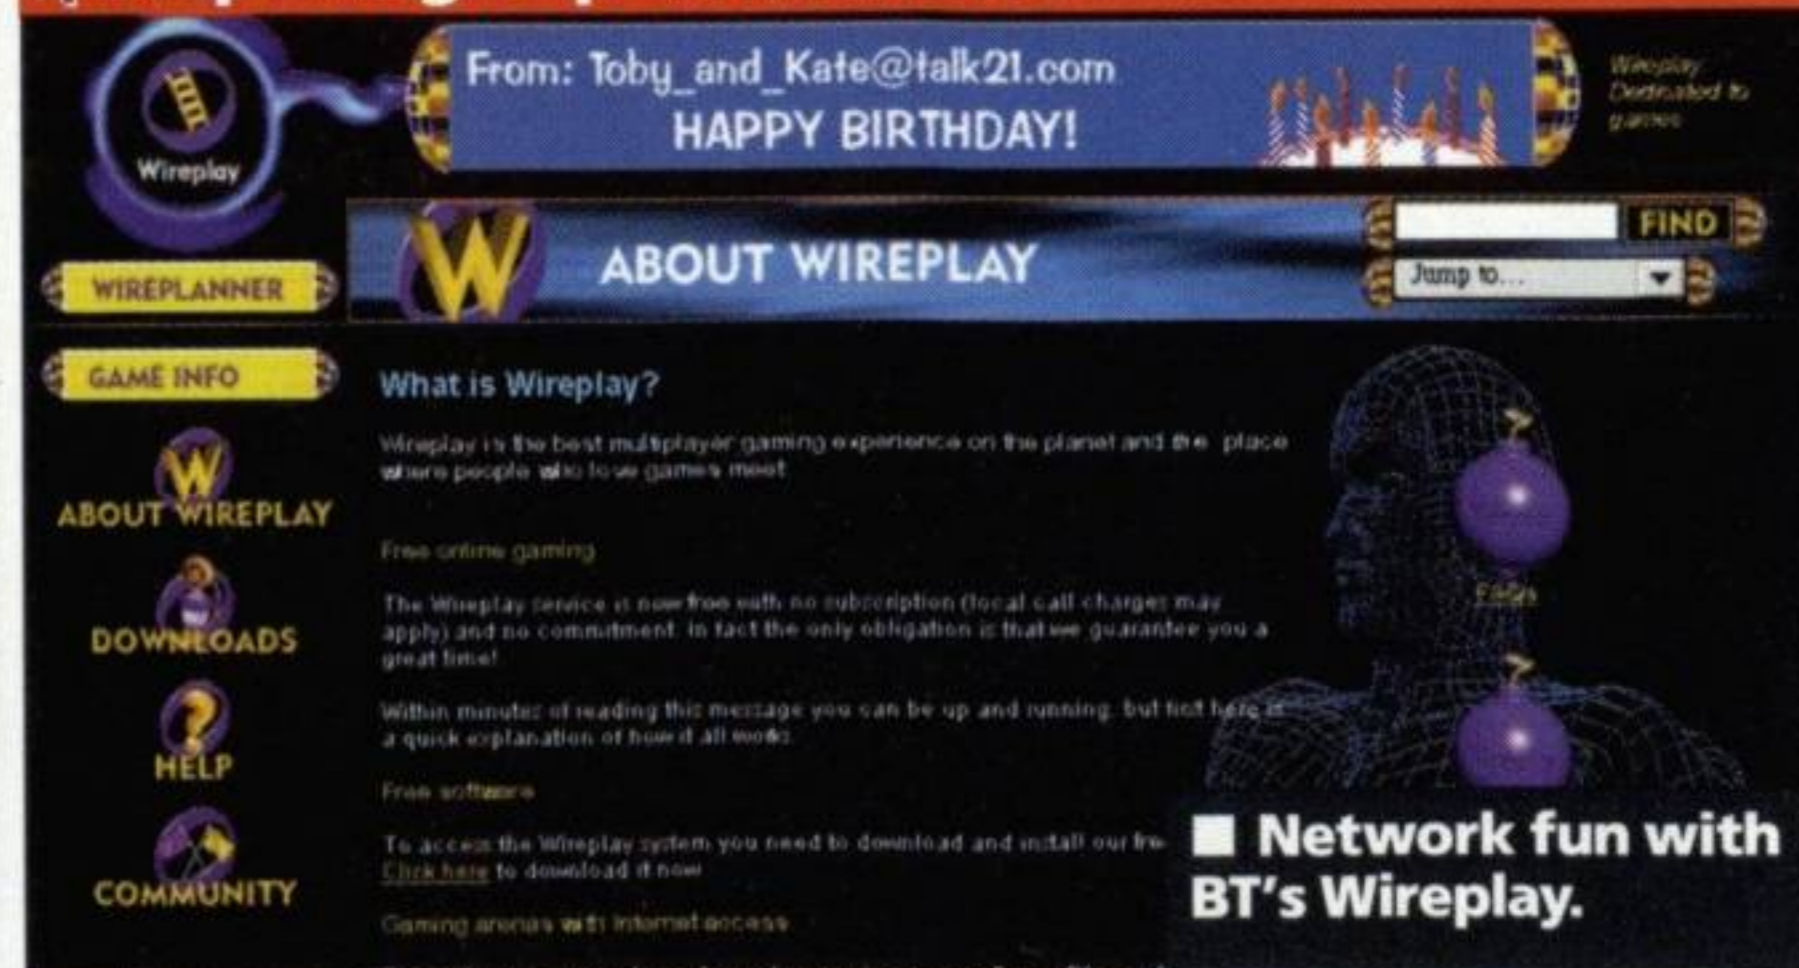 Wireplay
From: Toby_and_Kate@talk21.com
HAPPY BIRTHDAY!
Wireplay
Dedicated to
games
WIREPLANNER
ABOUT WIREPLAY
FIND
Jump to...
GAME INFO
ABOUT WIREPLAY
DOWNLOADS
HELP
COMMUNITY
What is Wireplay?
Wireplay is the best multiplayer gaming experience on the planet and the place
where people who love games meet
Free online gaming
The Wireplay service is now free with no subscription (local call charges may
apply) and no commitment. In fact the only obligation is that we guarantee you a
great time!
Within minutes of reading this message you can be up and running, but first here is
a quick explanation of how it all works.
Free software
To access the Wireplay system you need to download and install our fre
Click here to download it now
Gaming arenas with Internet access
FAQs
■ Network fun with
BT's Wireplay.